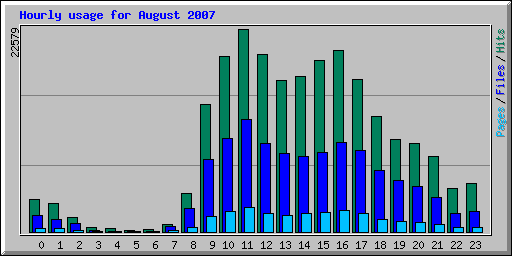 Hourly usage for August 2007
22579
Pages/Files/Hits
0 1 2 3 4 5 6 7 8 9 10 11 12 13 14 15 16 17 18 19 20 21 22 23